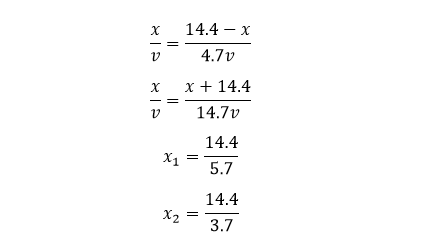 x/v = (14.4 − x)/4.7v
x/v = (x + 14.4)/14.7v
x₁ = 14.4/5.7
x₂ = 14.4/3.7